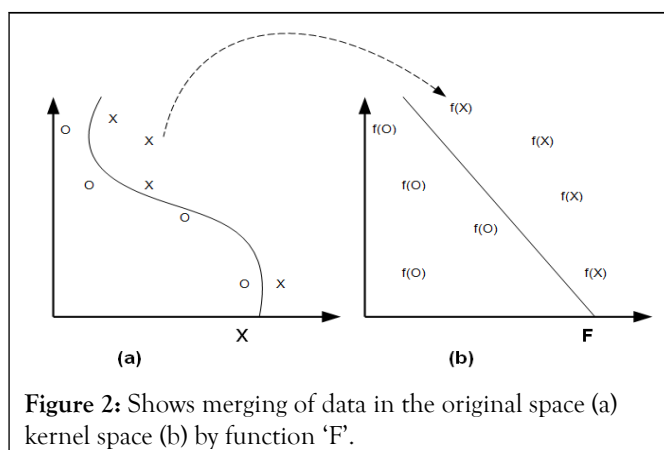 O X X
O X
O
O X
X
(a)
f(O) f(X) f(X)
f(O) f(X)
f(O)
f(O) f(X)
F
(b)
Figure 2: Shows merging of data in the original space (a)
kernel space (b) by function ‘F’.